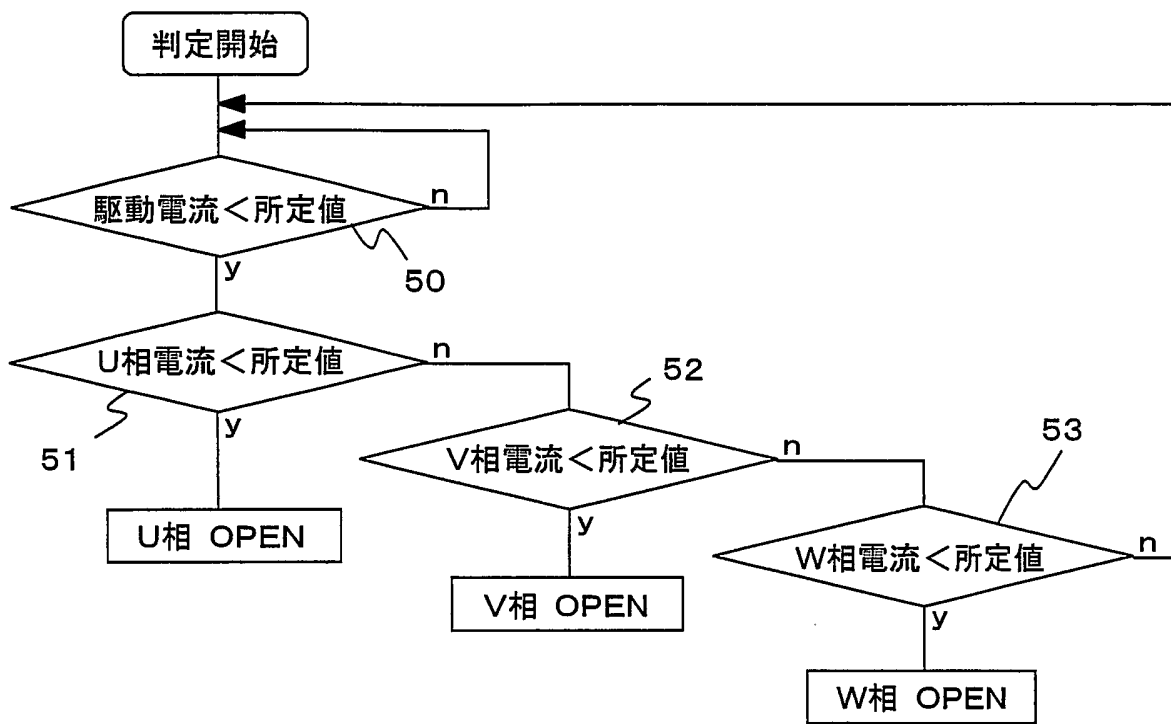 判定開始
駆動電流＜所定値
n
50
y
U相電流＜所定値
n
51
y
52
V相電流＜所定値
n
y
53
W相電流＜所定値
n
y
U相 OPEN
V相 OPEN
W相 OPEN